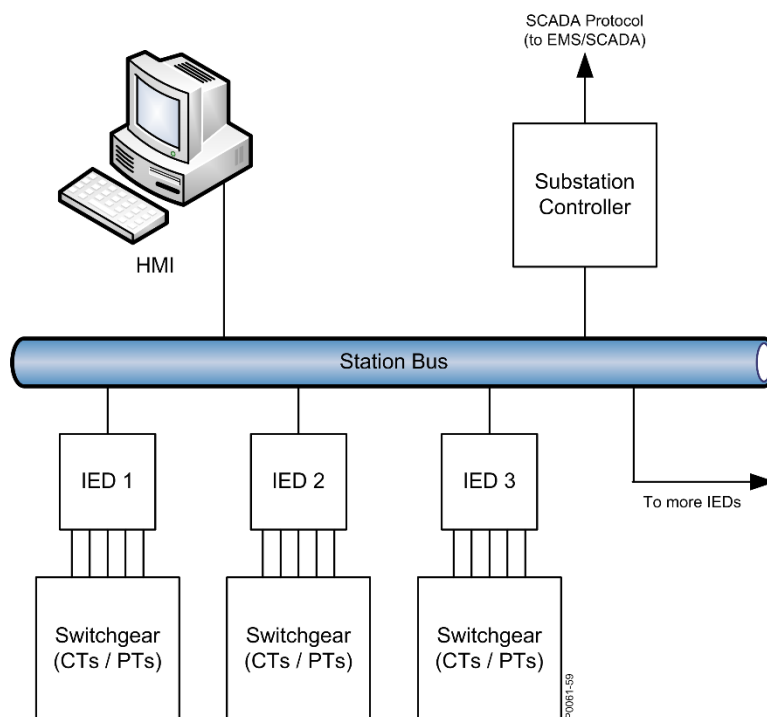 SCADA Protocol
(to EMS/SCADA)
Substation
Controller
HMI
Station Bus
IED 1
IED 2
IED 3
To more IEDs
Switchgear
(CTs / PTs)
Switchgear
(CTs / PTs)
Switchgear
(CTs / PTs)
P0061-59